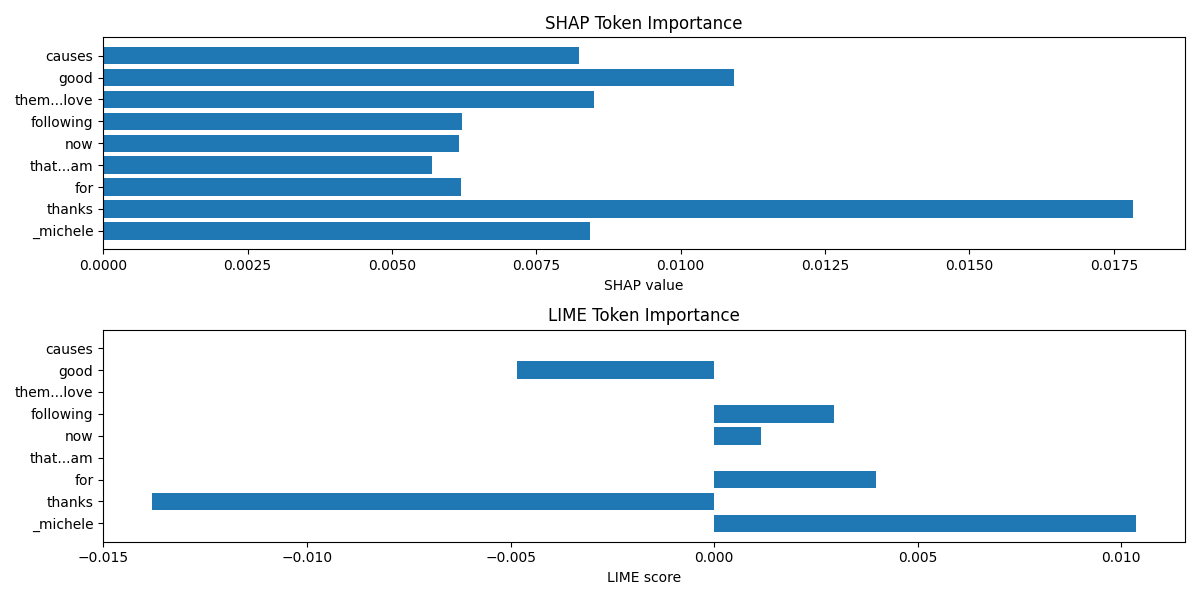 SHAP Token Importance
causes
good
them...love
following
now
that...am
for
thanks
_michele
0.0000 0.0025 0.0050 0.0075 0.0100 0.0125 0.0150 0.0175
SHAP value
LIME Token Importance
causes
good
them...love
following
now
that...am
for
thanks
_michele
−0.015 −0.010 −0.005 0.000 0.005 0.010
LIME score